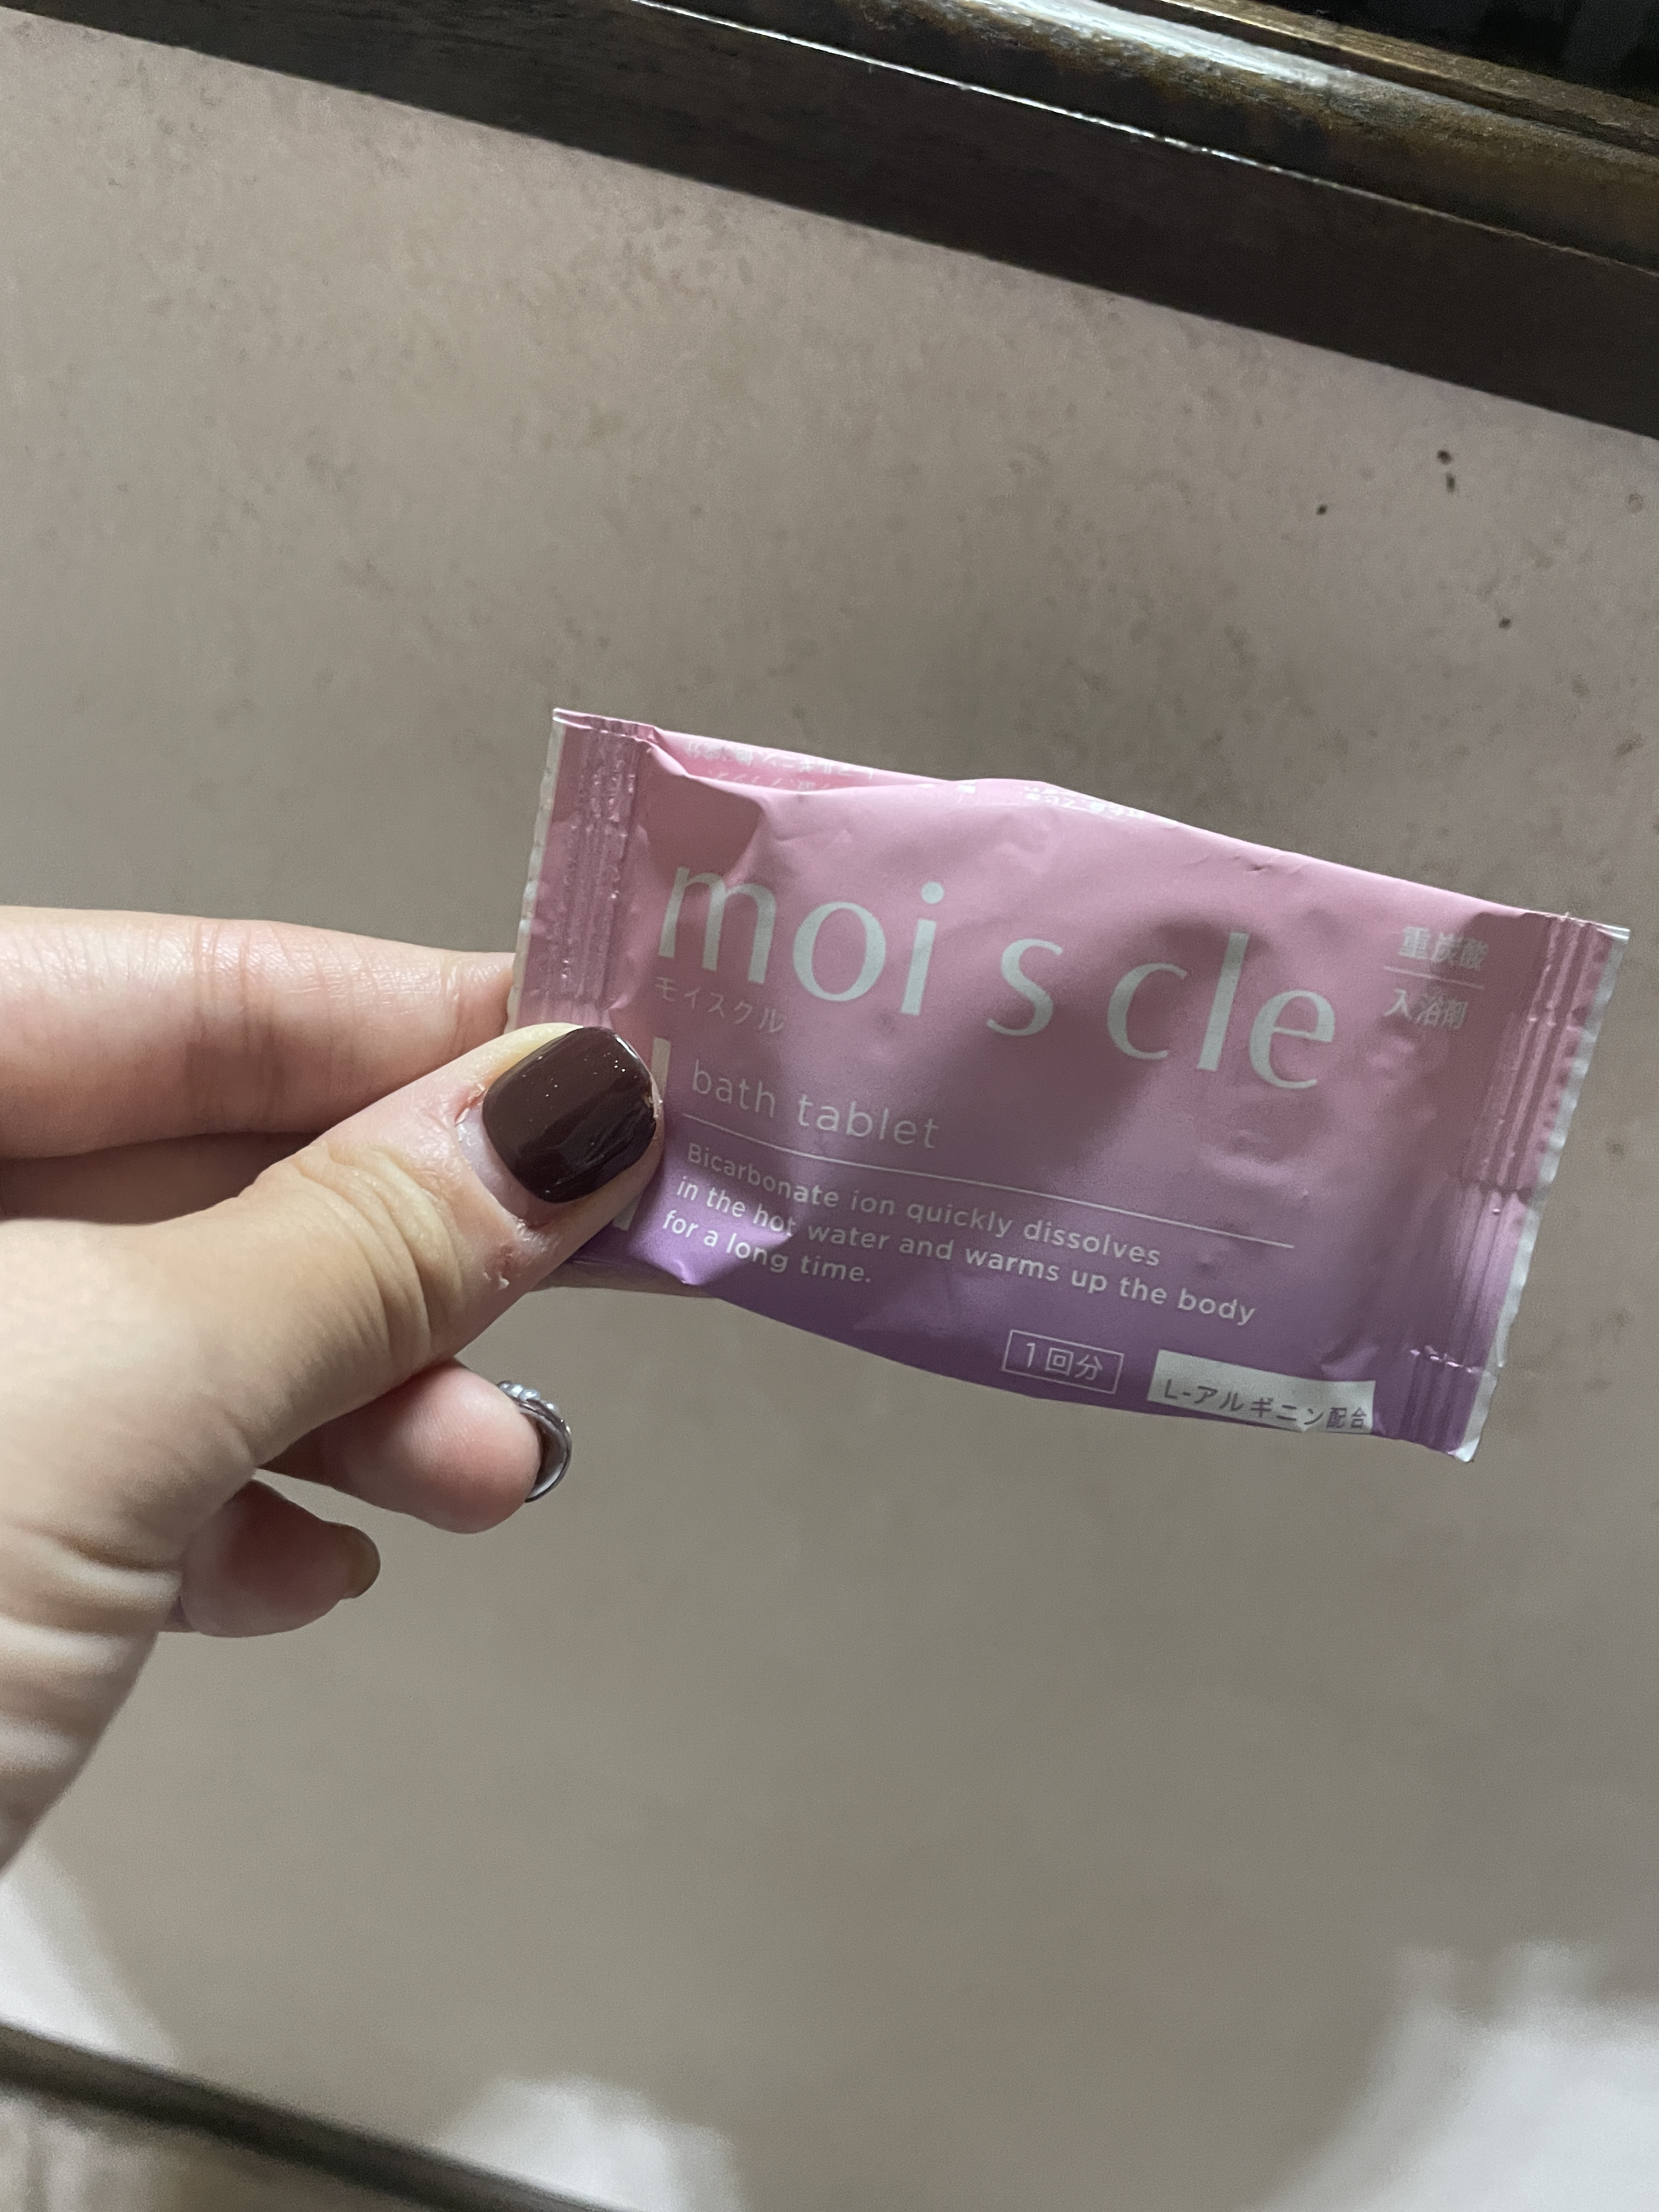 moiscle
モイスクル
重炭酸
入浴剤
bath tablet
Bicarbonate ion quickly dissolves
in the hot water and warms up the body
for a long time.
1回分
L-アルギニン配合